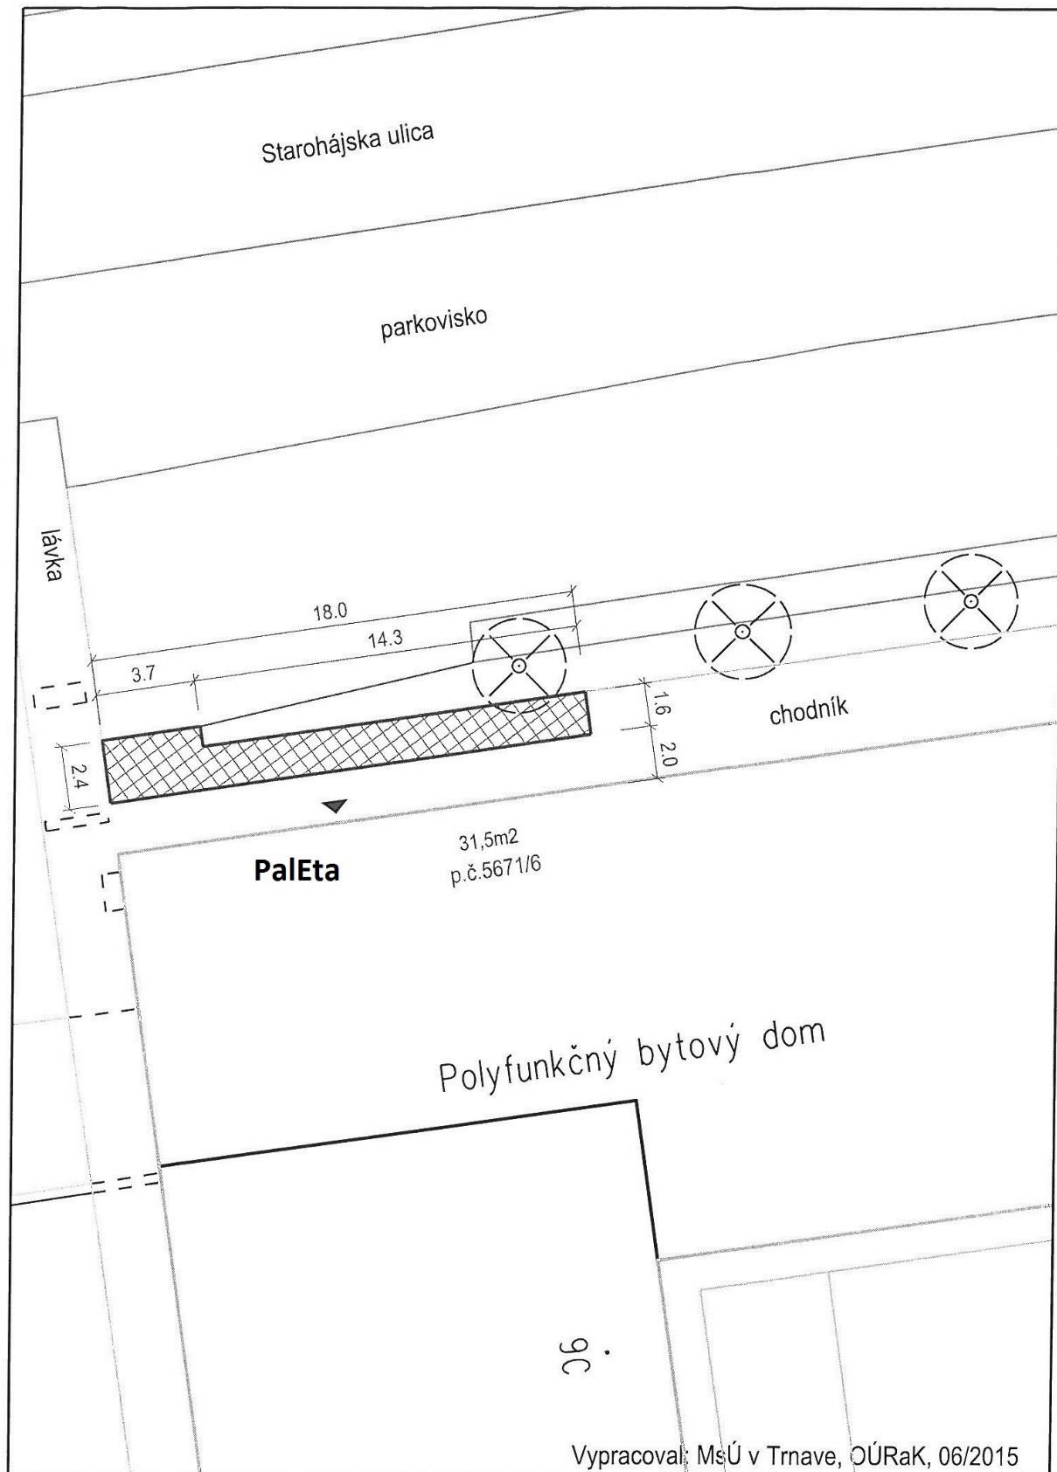 Starohájska ulica
parkovisko
lávka
18.0
14.3
3.7
1.6
2.0
chodník
2.4
31,5m2
p.č.5671/6
PalEta
Polyfunkčný bytový dom
9C
Vypracoval: MsÚ v Trnave, OÚRaK, 06/2015